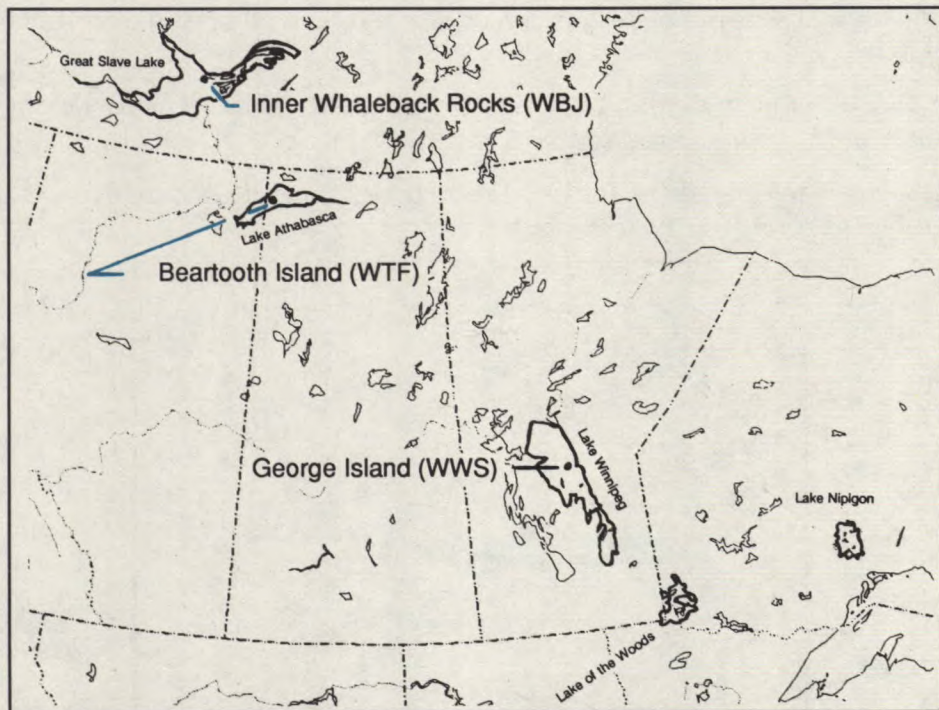 Great Slave Lake
Inner Whaleback Rocks (WBJ)
Lake Athabasca
Beartooth Island (WTF)
George Island (WWS)
Lake Winnipeg
Lake Nipigon
Lake of the Woods